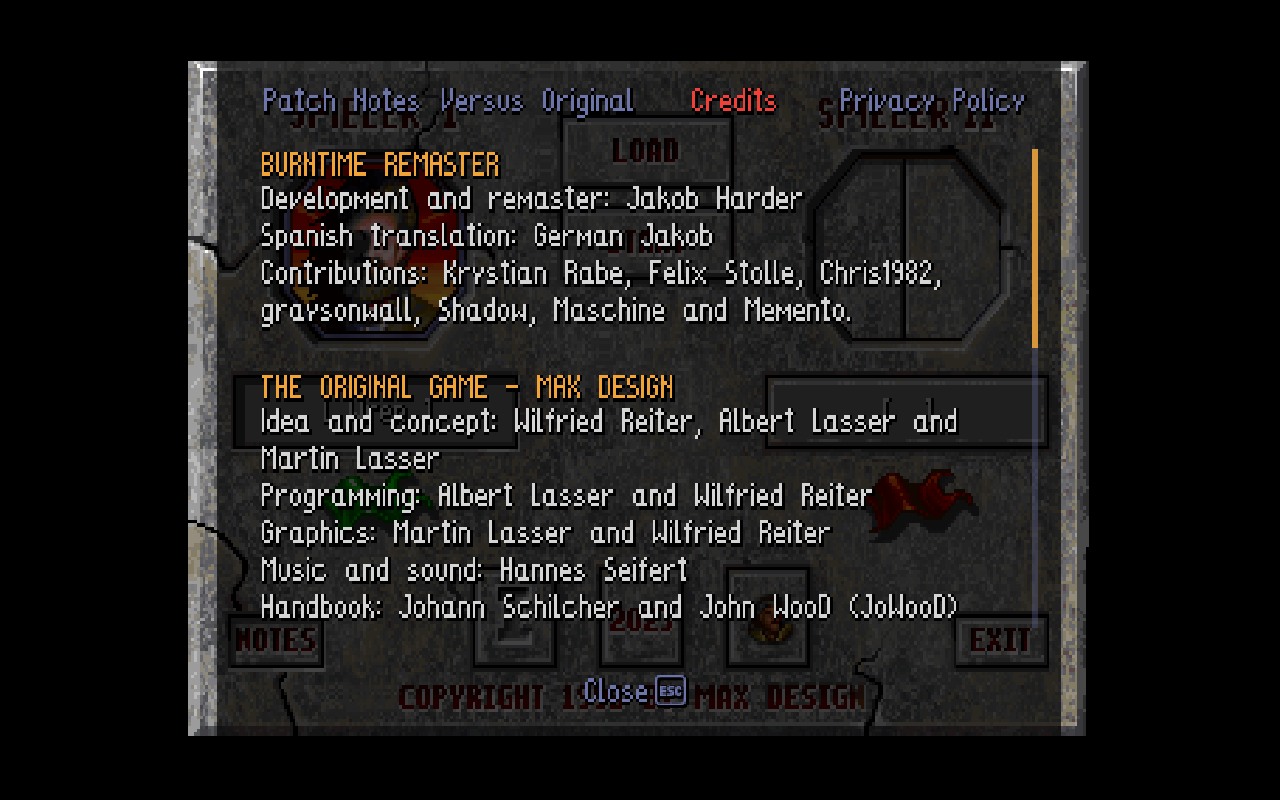 Patch Notes Versus Original Credits Privacy Policy
SPIELER I SPIELER II
LOAD
BURNTIME REMASTER
Development and remaster: Jakob Harder
Spanish translation: German Jakob
Contributions: Krystian Rabe, Felix Stolle, Chris1982,
graysonwall, Shadow, Maschine and Memento.
THE ORIGINAL GAME - MAX DESIGN
Idea and concept: Wilfried Reiter, Albert Lasser and
Martin Lasser
Programming: Albert Lasser and Wilfried Reiter
Graphics: Martin Lasser and Wilfried Reiter
Music and sound: Hannes Seifert
Handbook: Johann Schilcher and John WooD (JoWooD)
NOTES EXIT
Close ESC
COPYRIGHT MAX DESIGN